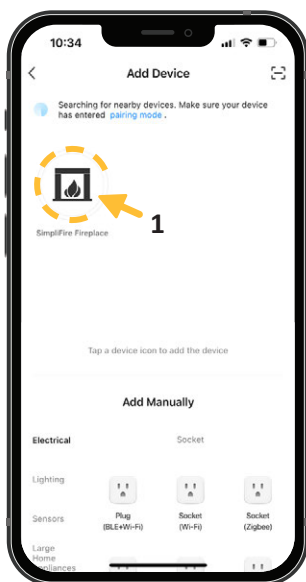 10:34
Add Device
Searching for nearby devices. Make sure your device
has entered pairing mode .
1
SimpliFire Fireplace
Tap a device icon to add the device
Add Manually
Electrical
Socket
Lighting
Sensors
Plug
(BLE+Wi-Fi)
Socket
(Wi-Fi)
Socket
(Zigbee)
Large
Home
Appliances